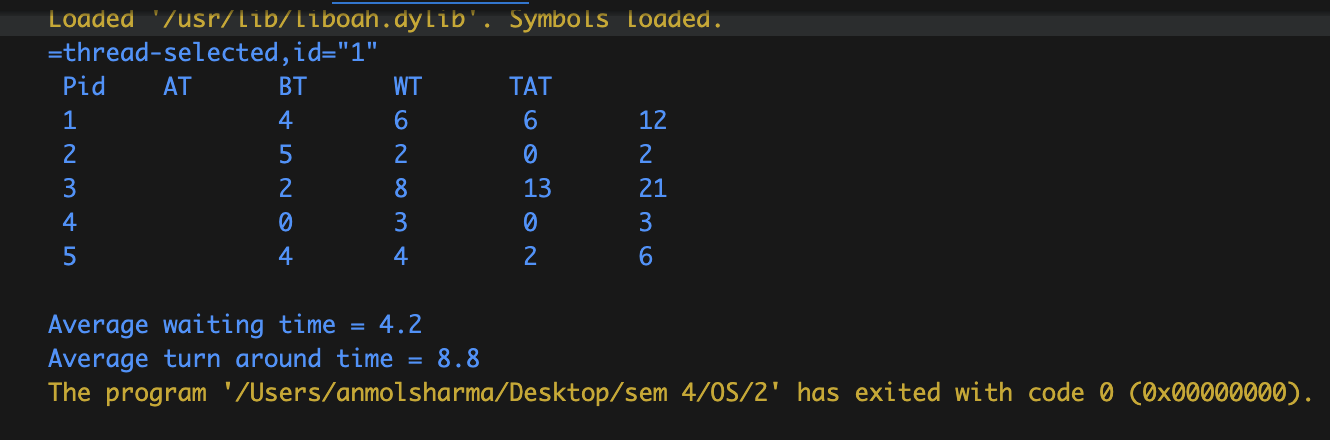 Loaded '/usr/lib/liboah.dylib'. Symbols loaded.
=thread-selected,id="1"
Pid AT BT WT TAT
1 4 6 6 12
2 5 2 0 2
3 2 8 13 21
4 0 3 0 3
5 4 4 2 6
Average waiting time = 4.2
Average turn around time = 8.8
The program '/Users/anmolsharma/Desktop/sem 4/OS/2' has exited with code 0 (0x00000000).